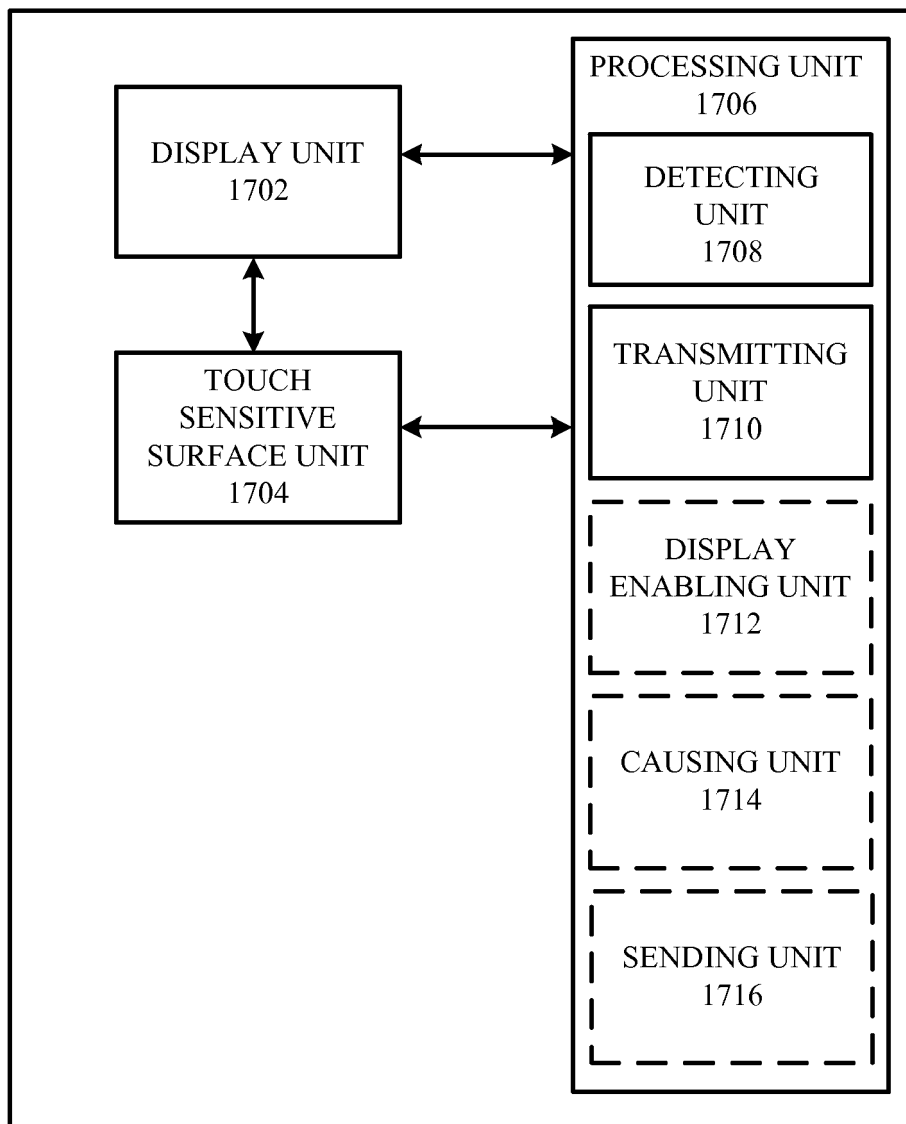 DISPLAY UNIT
1702
TOUCH
SENSITIVE
SURFACE UNIT
1704
PROCESSING UNIT
1706
DETECTING
UNIT
1708
TRANSMITTING
UNIT
1710
DISPLAY
ENABLING UNIT
1712
CAUSING UNIT
1714
SENDING UNIT
1716